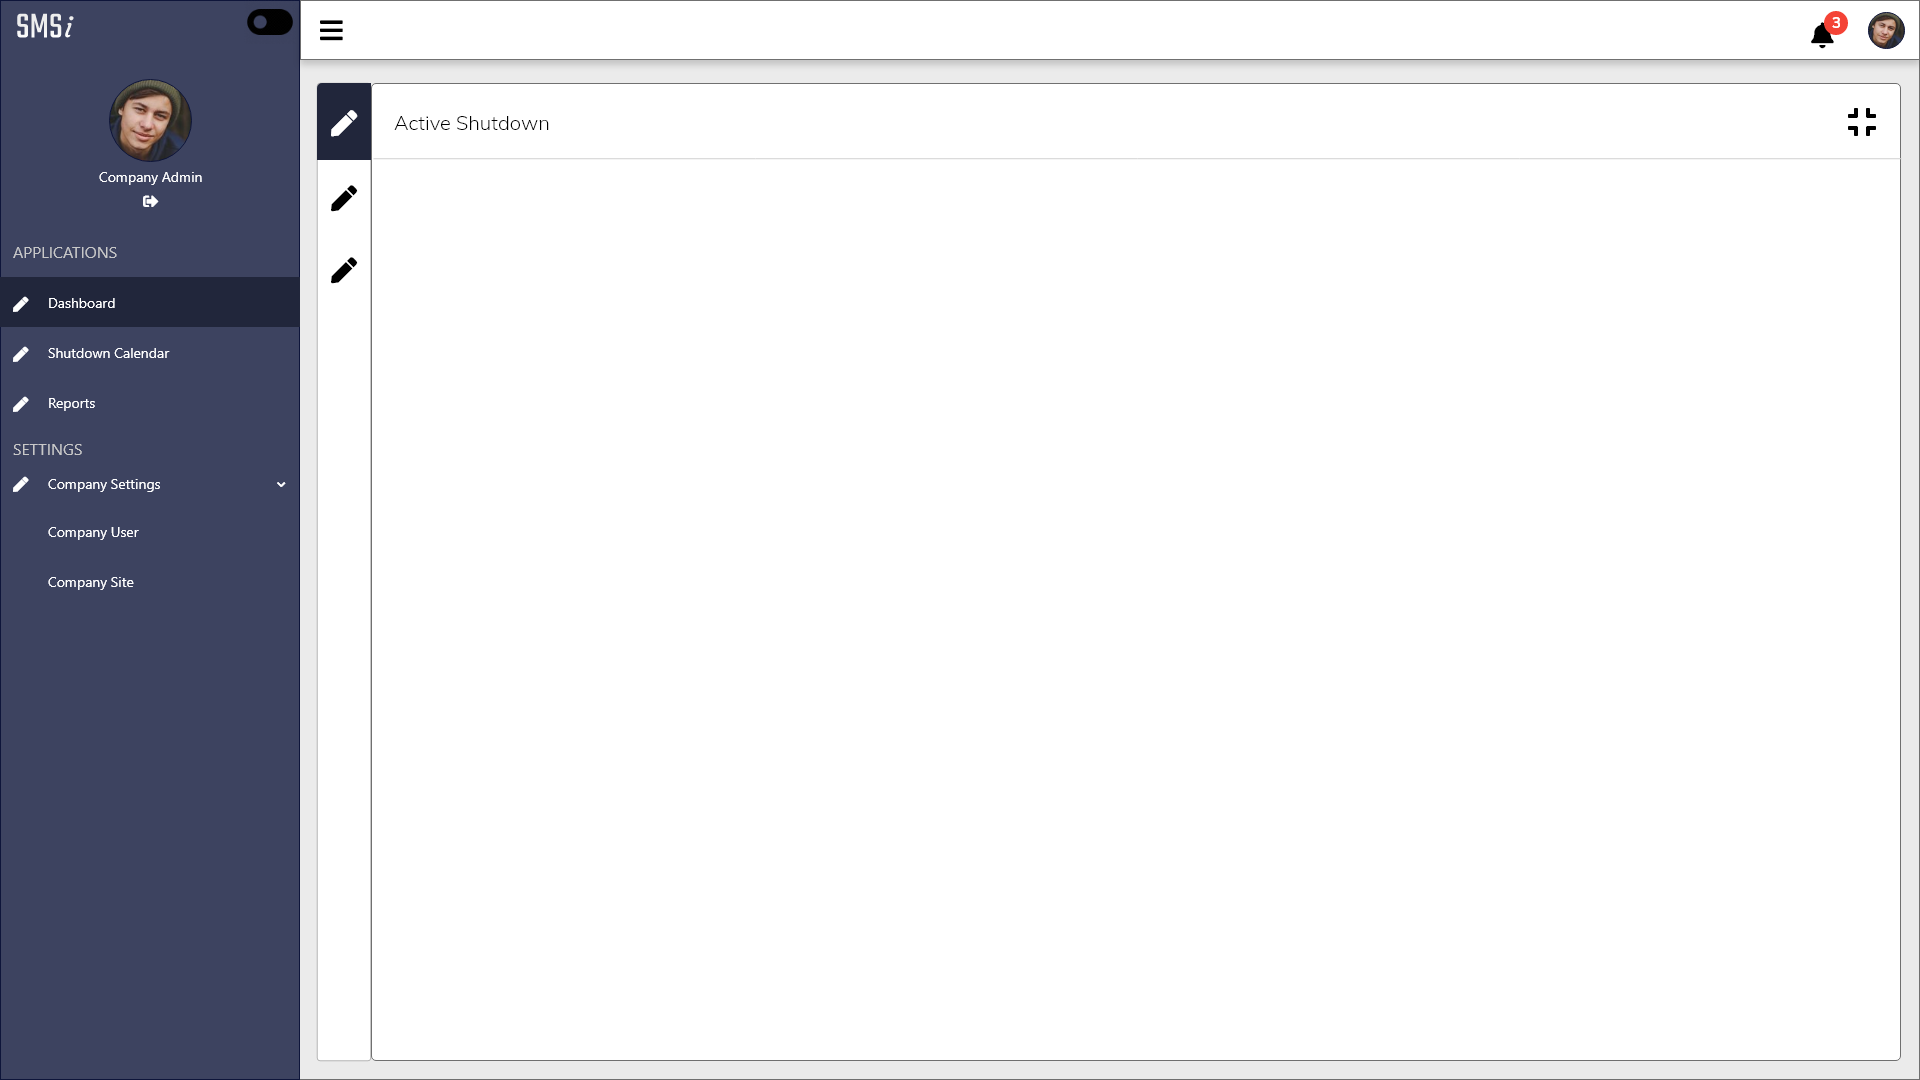 SMSi
3
Company Admin
APPLICATIONS
Dashboard
Shutdown Calendar
Reports
SETTINGS
Company Settings
Company User
Company Site
Active Shutdown